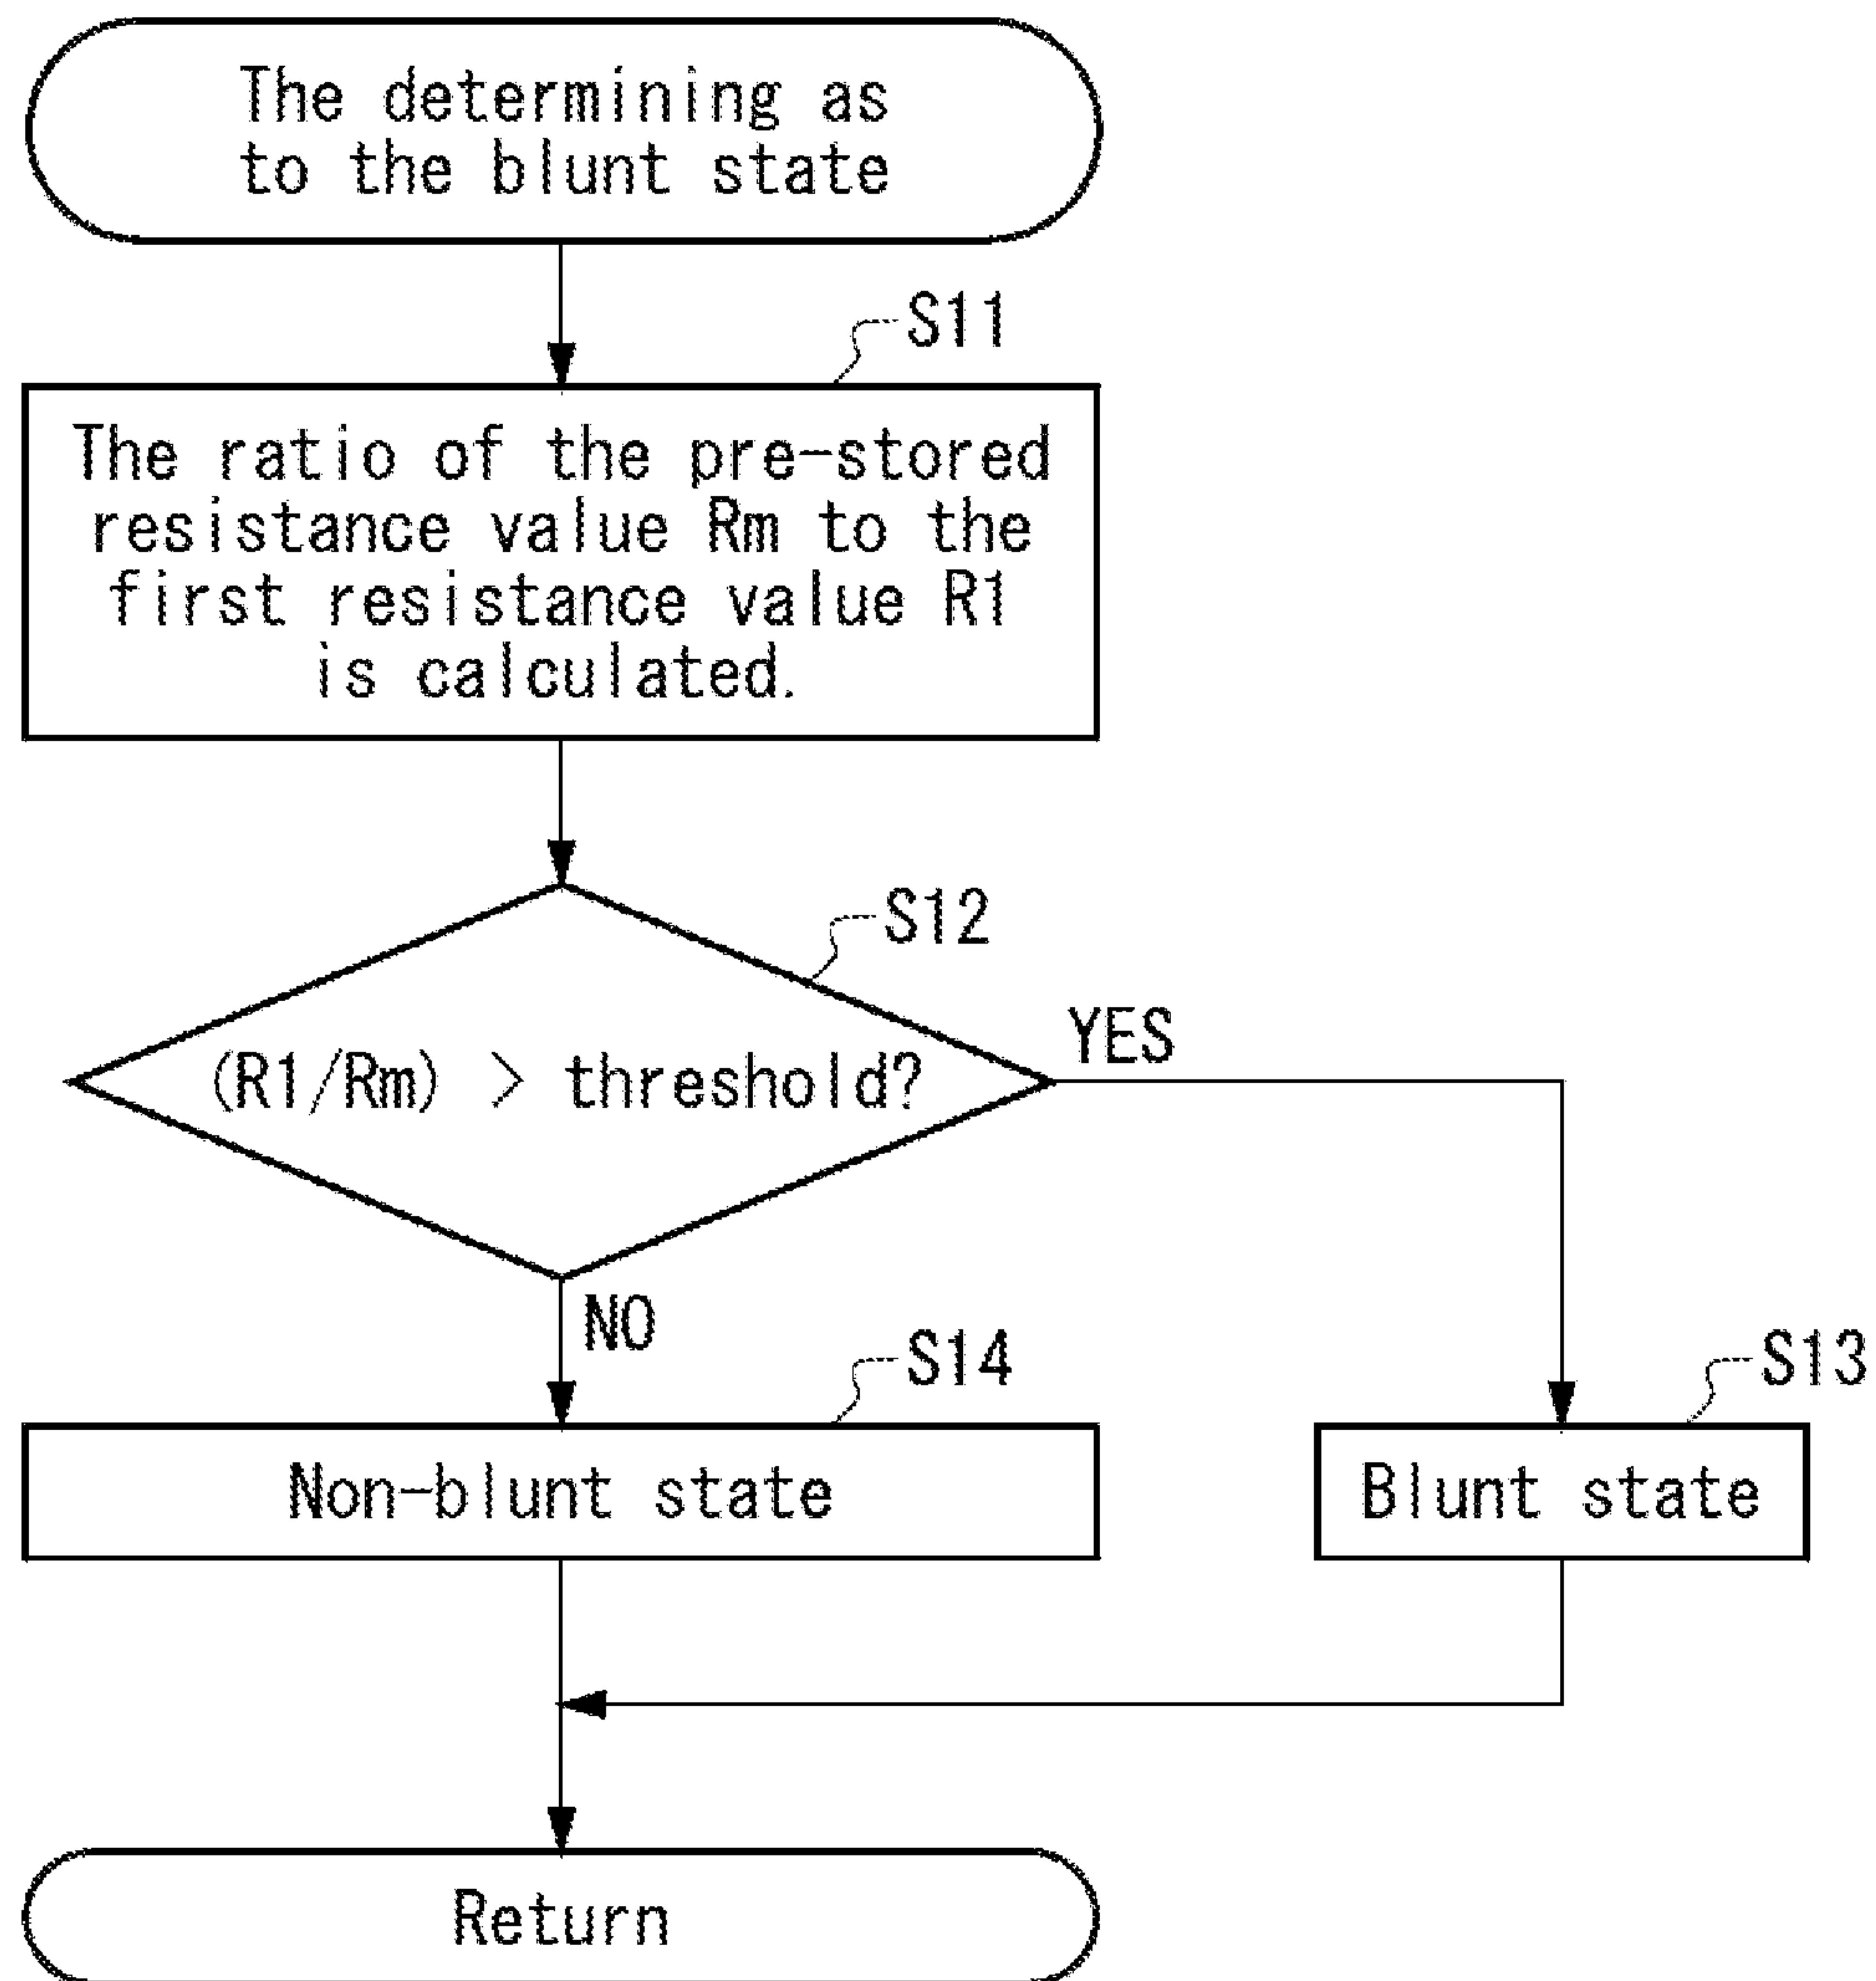 The determining as
to the blunt state
S11
The ratio of the pre-stored
resistance value Rm to the
first resistance value R1
is calculated.
S12
(R1/Rm) > threshold?
YES
NO
S14
S13
Non-blunt state
Blunt state
Return